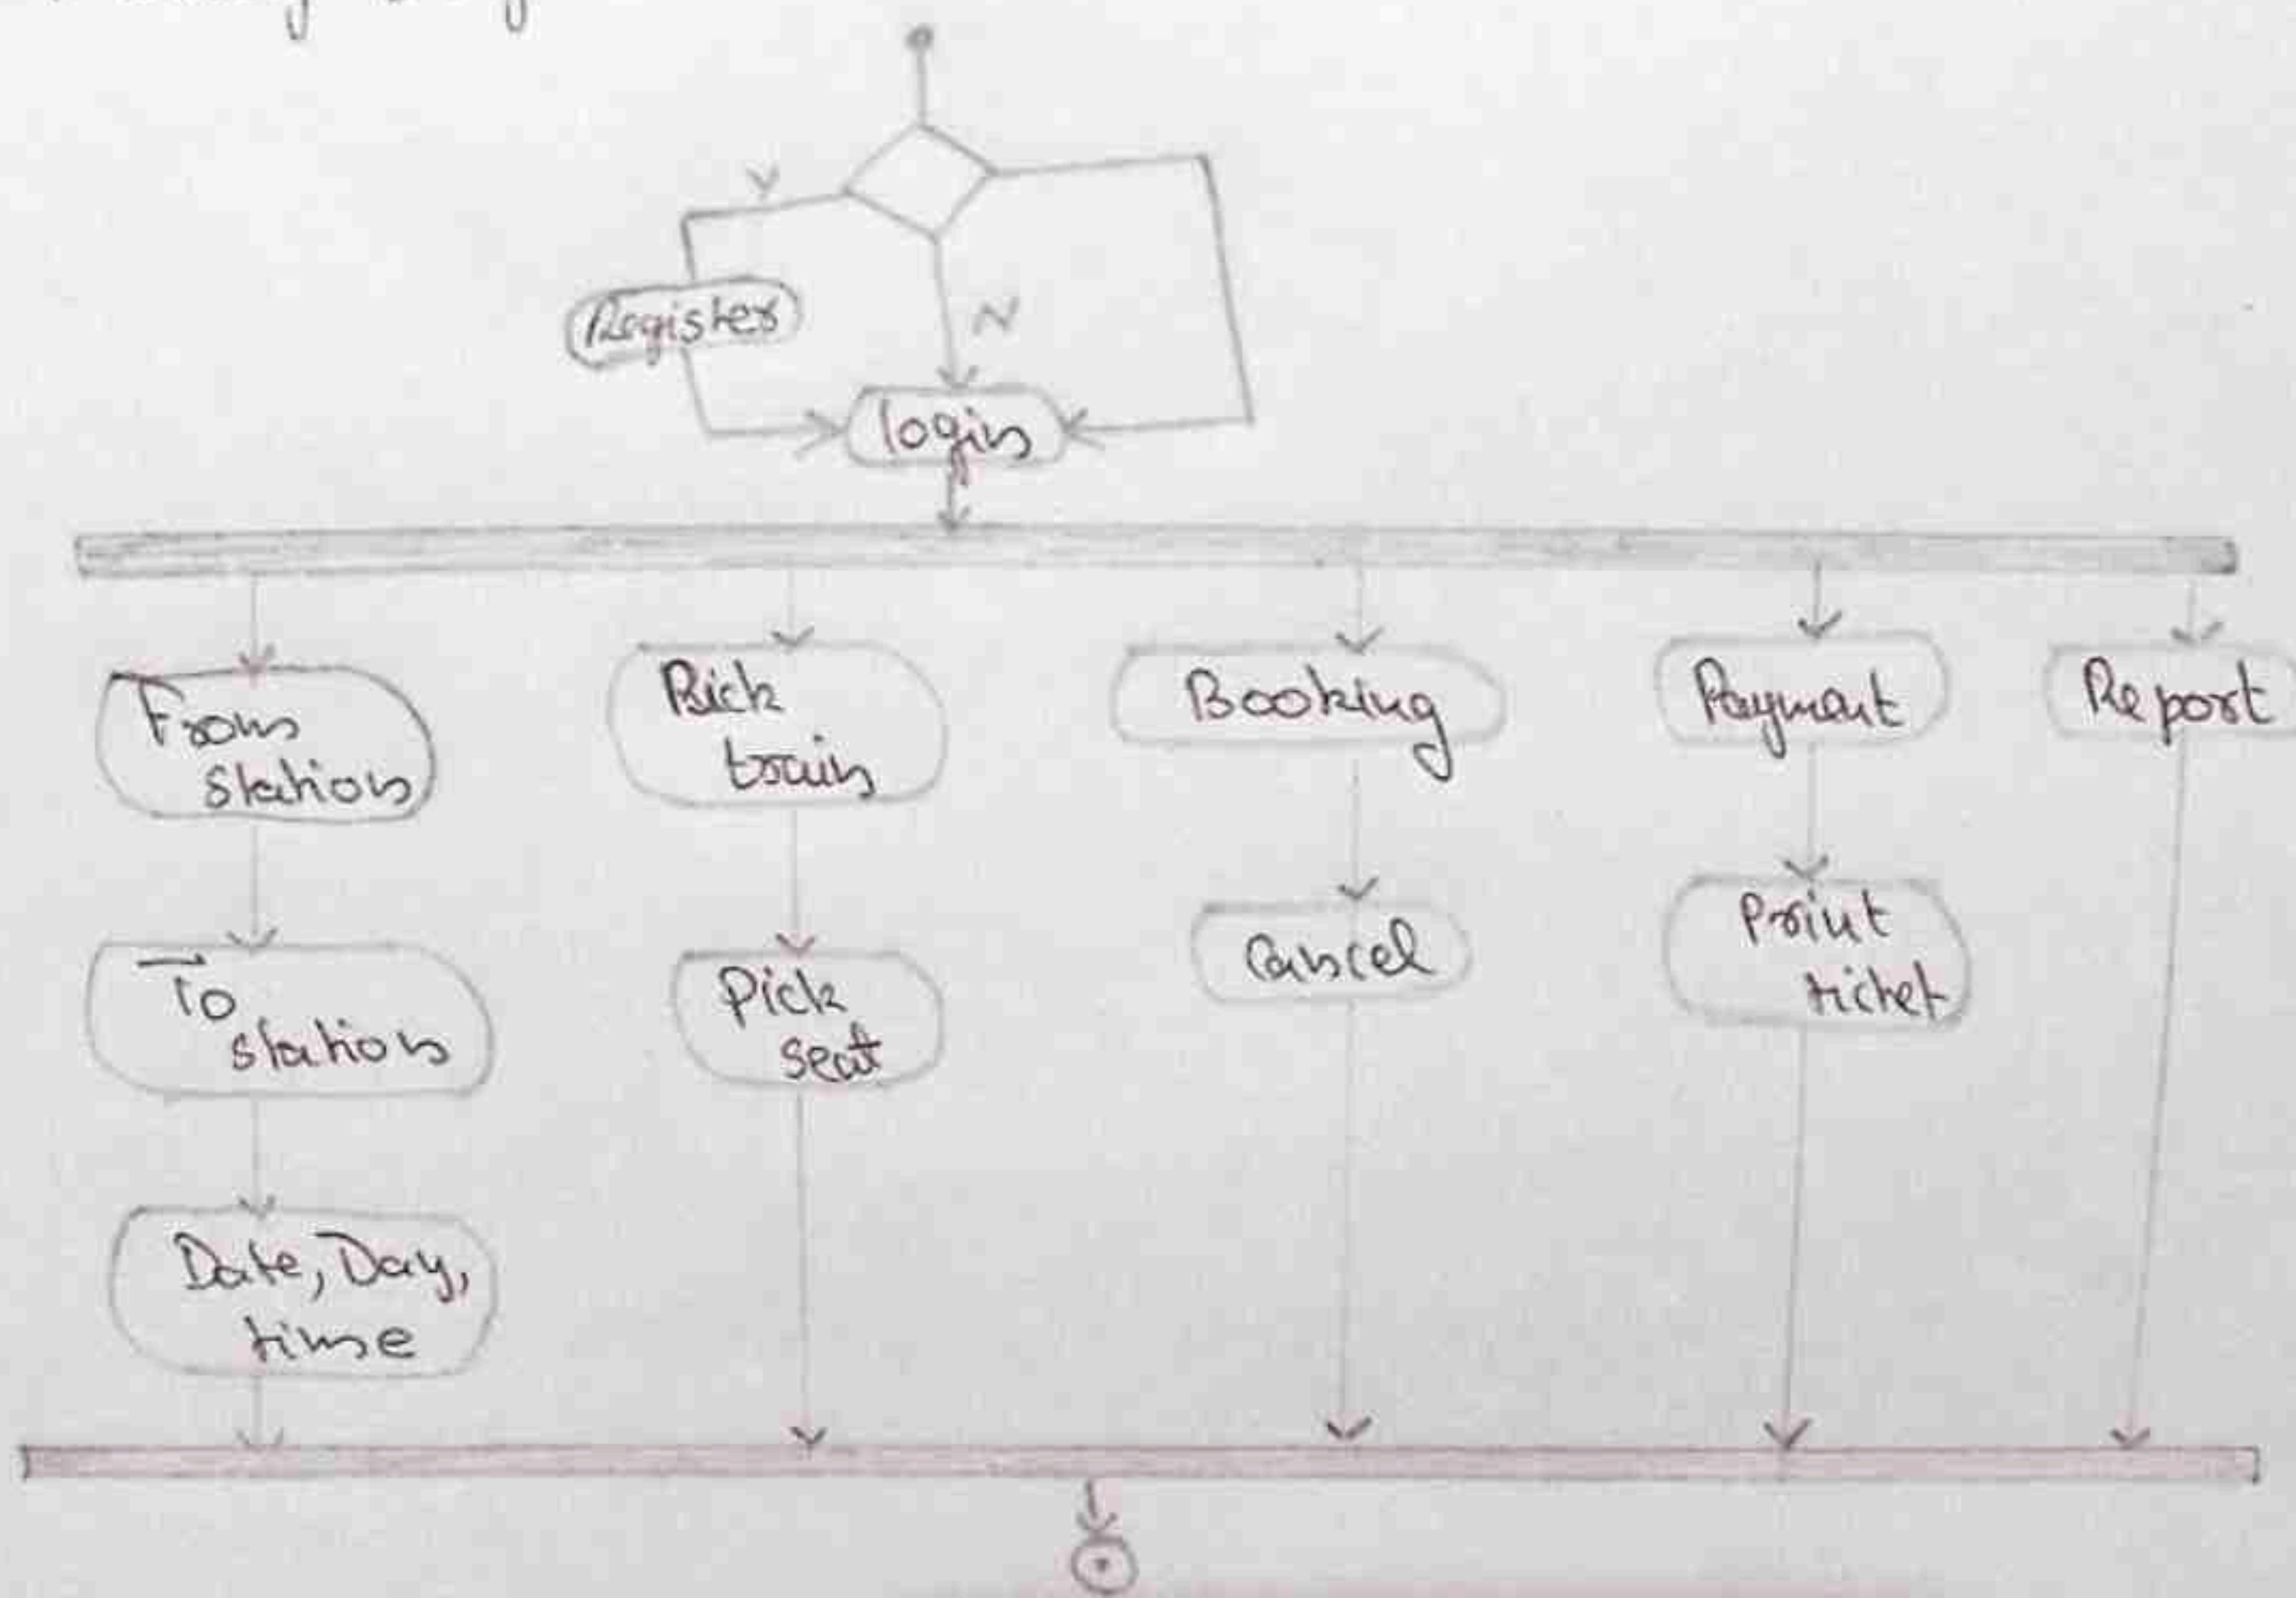 N
Register
login
From
station
Pick
train
Booking
Payment
Report
To
station
Pick
seat
Cancel
Print
ticket
Date, Day,
time